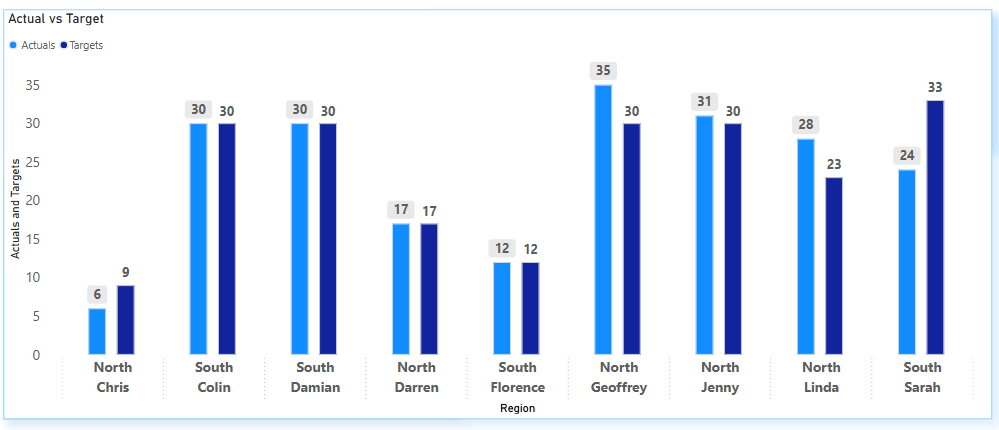 Actual vs Target
Actuals Targets
Actuals and Targets
35
30
25
20
15
10
5
0
6 9
30 30
30 30
17 17
12 12
35 30
31 30
28 23
24 33
North South South North South North North North South
Chris Colin Damian Darren Florence Geoffrey Jenny Linda Sarah
Region